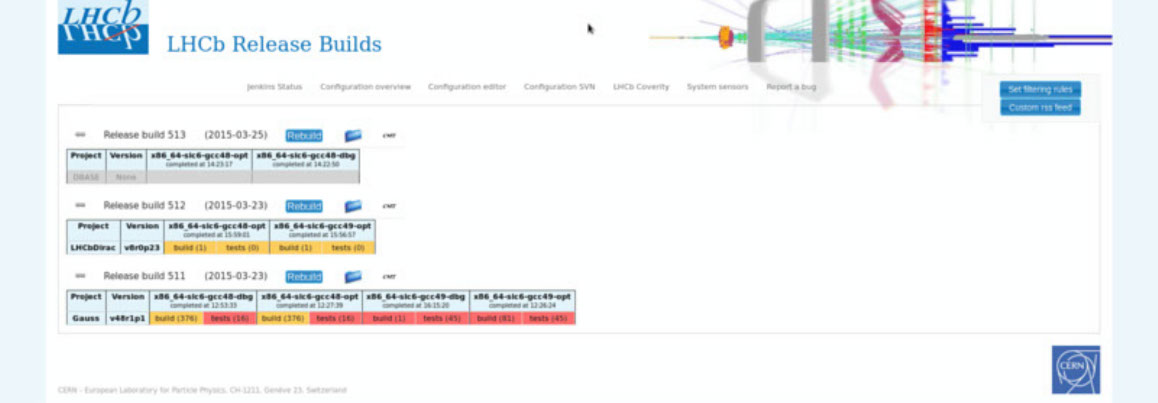 LHCb
LHCb Release Builds
Jenkins Status Configuration overview Configuration editor Configuration SVN LHCb Coverity System sensors Report a bug
Set filtering rules
Custom rss feed
Release build 513 (2015-03-25) Rebuild CMT
Project Version x86_64-slc6-gcc48-opt x86_64-slc6-gcc48-dbg
completed at 14:23:17 completed at 14:22:50
DBASE None
Release build 512 (2015-03-23) Rebuild CMT
Project Version x86_64-slc6-gcc48-opt x86_64-slc6-gcc49-opt
completed at 15:59:01 completed at 15:56:57
LHCbDirac v8r0p23 build (1) tests (0) build (1) tests (0)
Release build 511 (2015-03-23) Rebuild CMT
Project Version x86_64-slc6-gcc48-dbg x86_64-slc6-gcc48-opt x86_64-slc6-gcc49-dbg x86_64-slc6-gcc49-opt
completed at 12:53:33 completed at 12:27:39 completed at 16:15:20 completed at 12:26:24
Gauss v48r1p1 build (376) tests (16) build (376) tests (16) build (1) tests (45) build (81) tests (45)
CERN
CERN - European Laboratory for Particle Physics, CH-1211, Genève 23, Switzerland